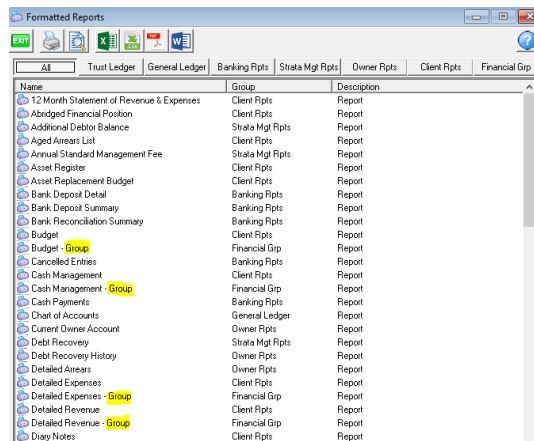 Formatted Reports
EXIT
All Trust Ledger General Ledger Banking Rpts Strata Mgt Rpts Owner Rpts Client Rpts Financial Grp
Name Group Description
12 Month Statement of Revenue & Expenses Client Rpts Report
Abridged Financial Position Client Rpts Report
Additional Debtor Balance Strata Mgt Rpts Report
Aged Arrears List Client Rpts Report
Annual Standard Management Fee Strata Mgt Rpts Report
Asset Register Client Rpts Report
Asset Replacement Budget Client Rpts Report
Bank Deposit Detail Banking Rpts Report
Bank Deposit Summary Banking Rpts Report
Bank Reconciliation Summary Banking Rpts Report
Budget Client Rpts Report
Budget - Group Financial Grp Report
Cancelled Entries Banking Rpts Report
Cash Management Client Rpts Report
Cash Management - Group Financial Grp Report
Cash Payments Banking Rpts Report
Chart of Accounts General Ledger Report
Current Owner Account Owner Rpts Report
Debt Recovery Strata Mgt Rpts Report
Debt Recovery History Owner Rpts Report
Detailed Arrears Owner Rpts Report
Detailed Expenses Client Rpts Report
Detailed Expenses - Group Financial Grp Report
Detailed Revenue Client Rpts Report
Detailed Revenue - Group Financial Grp Report
Diary Notes Client Rpts Report